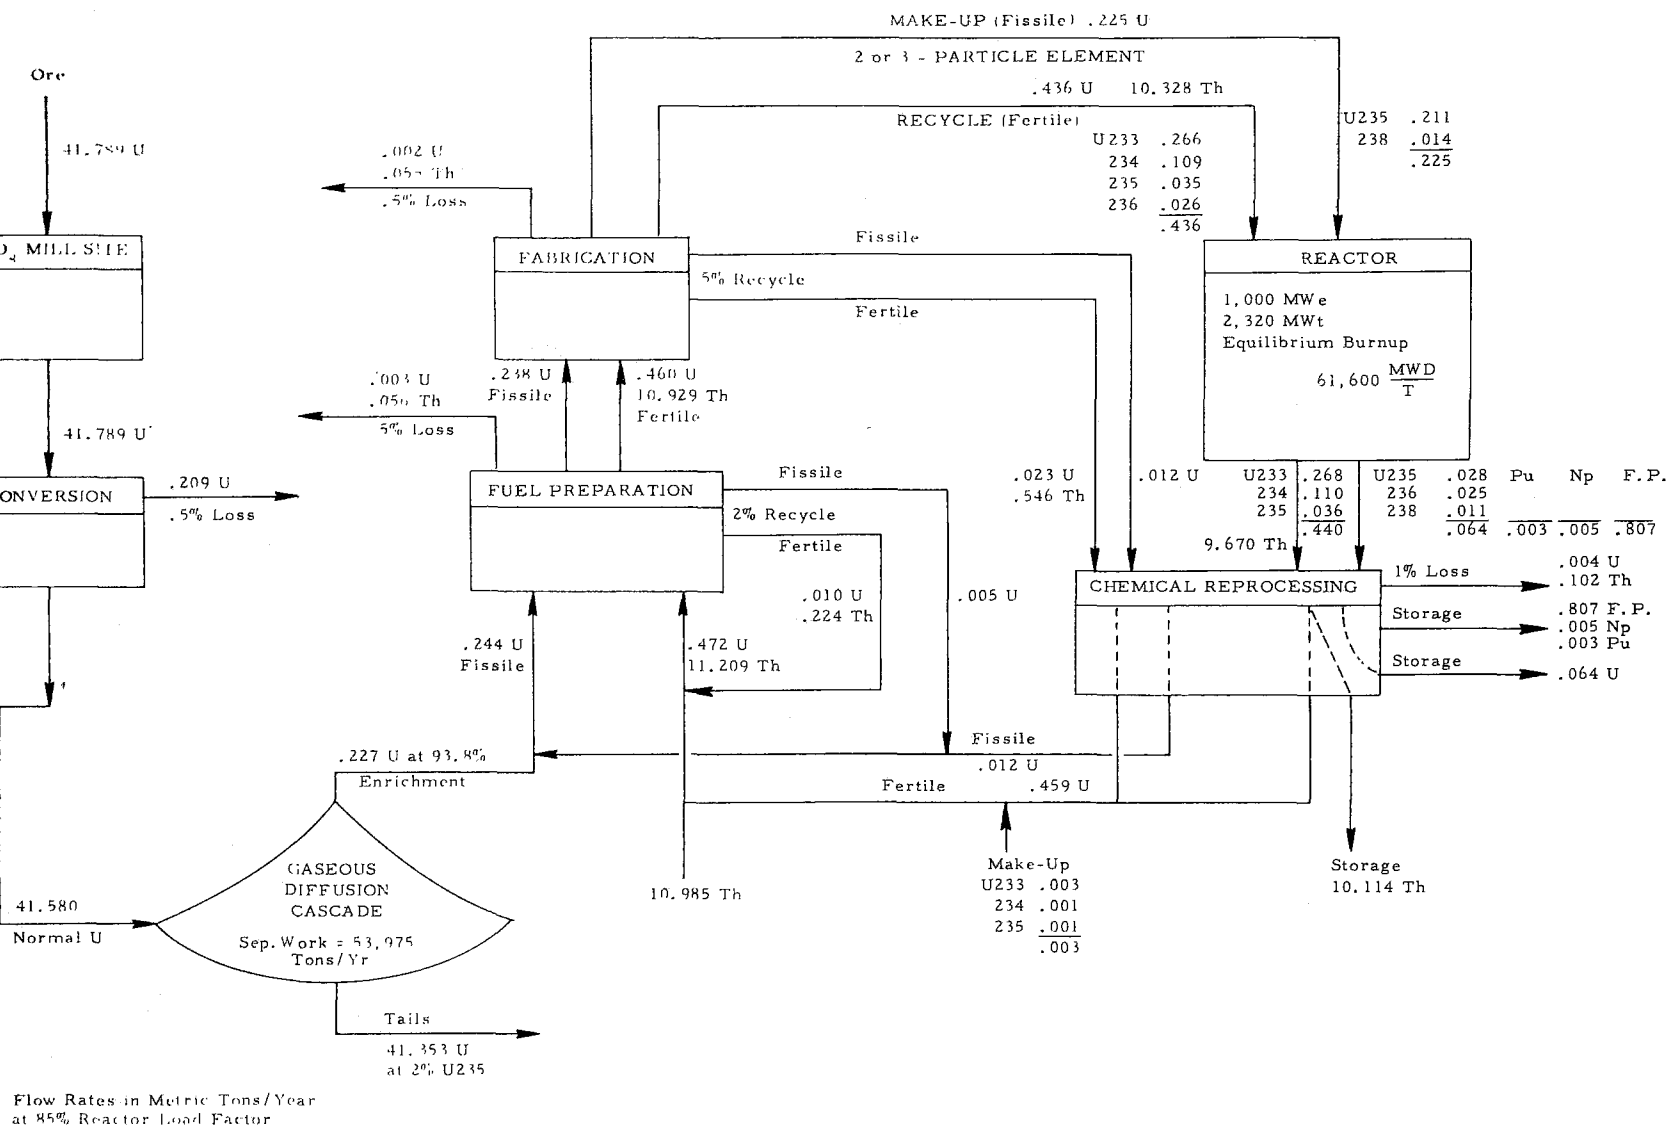 MAKE-UP (Fissile) .225 U
2 or 3 - PARTICLE ELEMENT
.436 U 10.328 Th
RECYCLE (Fertile)
U233 .266
234 .109
235 .035
236 .026
.436
U235 .211
238 .014
.225
Ore
41.789 U
MILL SITE
.002 U
Th
.5% Loss
FABRICATION
Fissile
5% Recycle
Fertile
REACTOR
1,000 MWe
2,320 MWt
Equilibrium Burnup
61,600 MWD
T
.238 U
Fissile
.460 U
10.929 Th
Fertile
.003 U
.056 Th
5% Loss
41.789 U
ONVERSION
.209 U
.5% Loss
FUEL PREPARATION
Fissile
2% Recycle
Fertile
.010 U
.224 Th
.005 U
.023 U
.546 Th
.012 U
U233 .268
234 .110
235 .036
.440
9.670 Th
U235 .028
236 .025
238 .011
.064
Pu Np F.P.
.003 .005 .807
CHEMICAL REPROCESSING
1% Loss
.004 U
.102 Th
Storage
.807 F.P.
.005 Np
.003 Pu
Storage
.064 U
.244 U
Fissile
.472 U
11.209 Th
Fissile
.012 U
Fertile .459 U
.227 U at 93.8%
Enrichment
GASEOUS
DIFFUSION
CASCADE
Sep. Work = 53,975
Tons/Yr
41.580
Normal U
10.985 Th
Make-Up
U233 .003
234 .001
235 .001
.003
Storage
10.114 Th
Tails
41.353 U
at 2% U235
Flow Rates in Metric Tons/Year
at 85% Reactor Load Factor